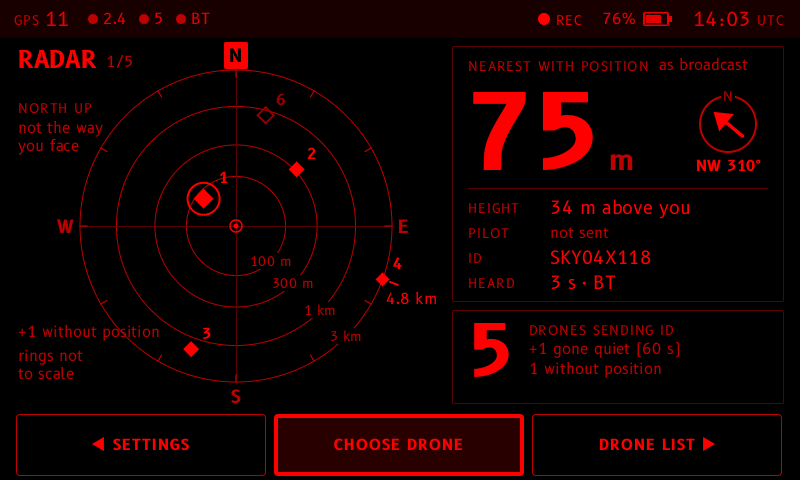 GPS 11 2.4 5 BT
REC 76% 14:03 UTC
RADAR 1/5
NORTH UP
not the way
you face
N
6
2
1
W
E
100 m
300 m
1 km
3 km
4
4.8 km
3
S
+1 without position
rings not
to scale
NEAREST WITH POSITION as broadcast
75 m
N
NW 310°
HEIGHT 34 m above you
PILOT not sent
ID SKY04X118
HEARD 3 s · BT
5
DRONES SENDING ID
+1 gone quiet (60 s)
1 without position
◀ SETTINGS
CHOOSE DRONE
DRONE LIST ▶